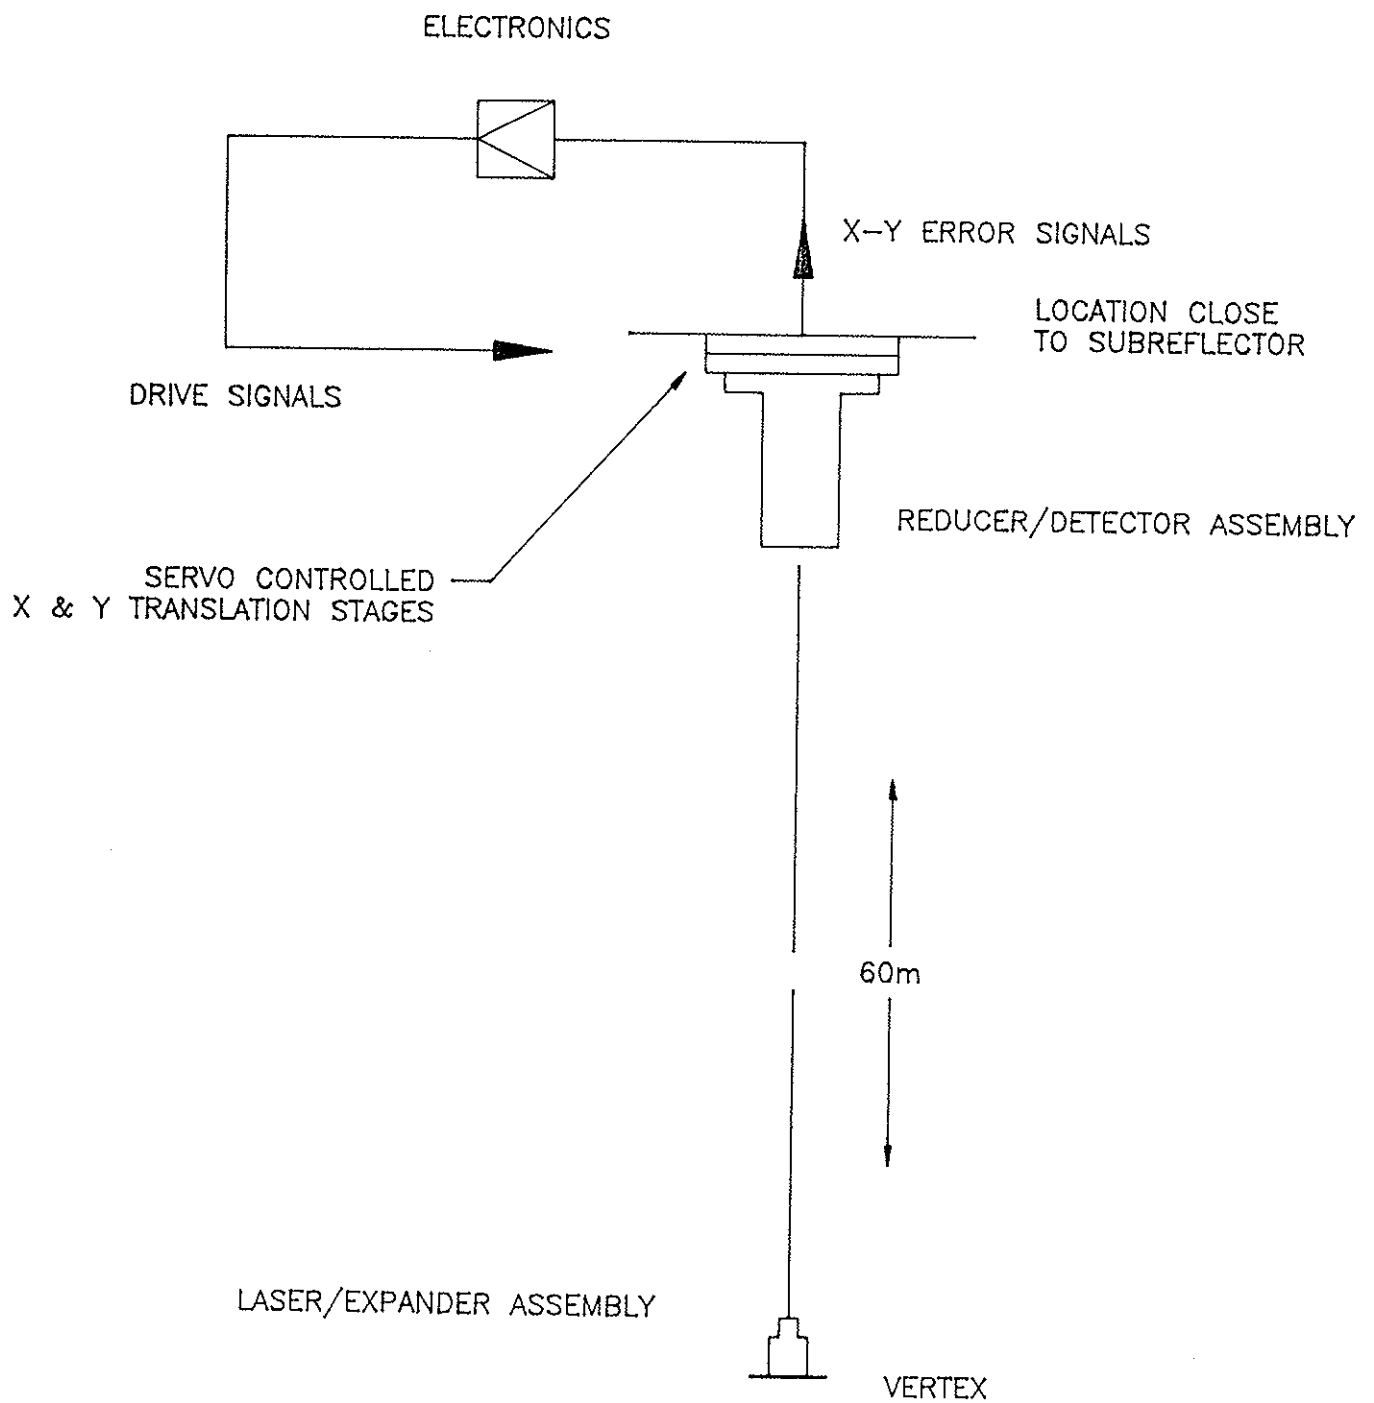 ELECTRONICS
X-Y ERROR SIGNALS
LOCATION CLOSE
TO SUBREFLECTOR
DRIVE SIGNALS
REDUCER/DETECTOR ASSEMBLY
SERVO CONTROLLED
X & Y TRANSLATION STAGES
60m
LASER/EXPANDER ASSEMBLY
VERTEX